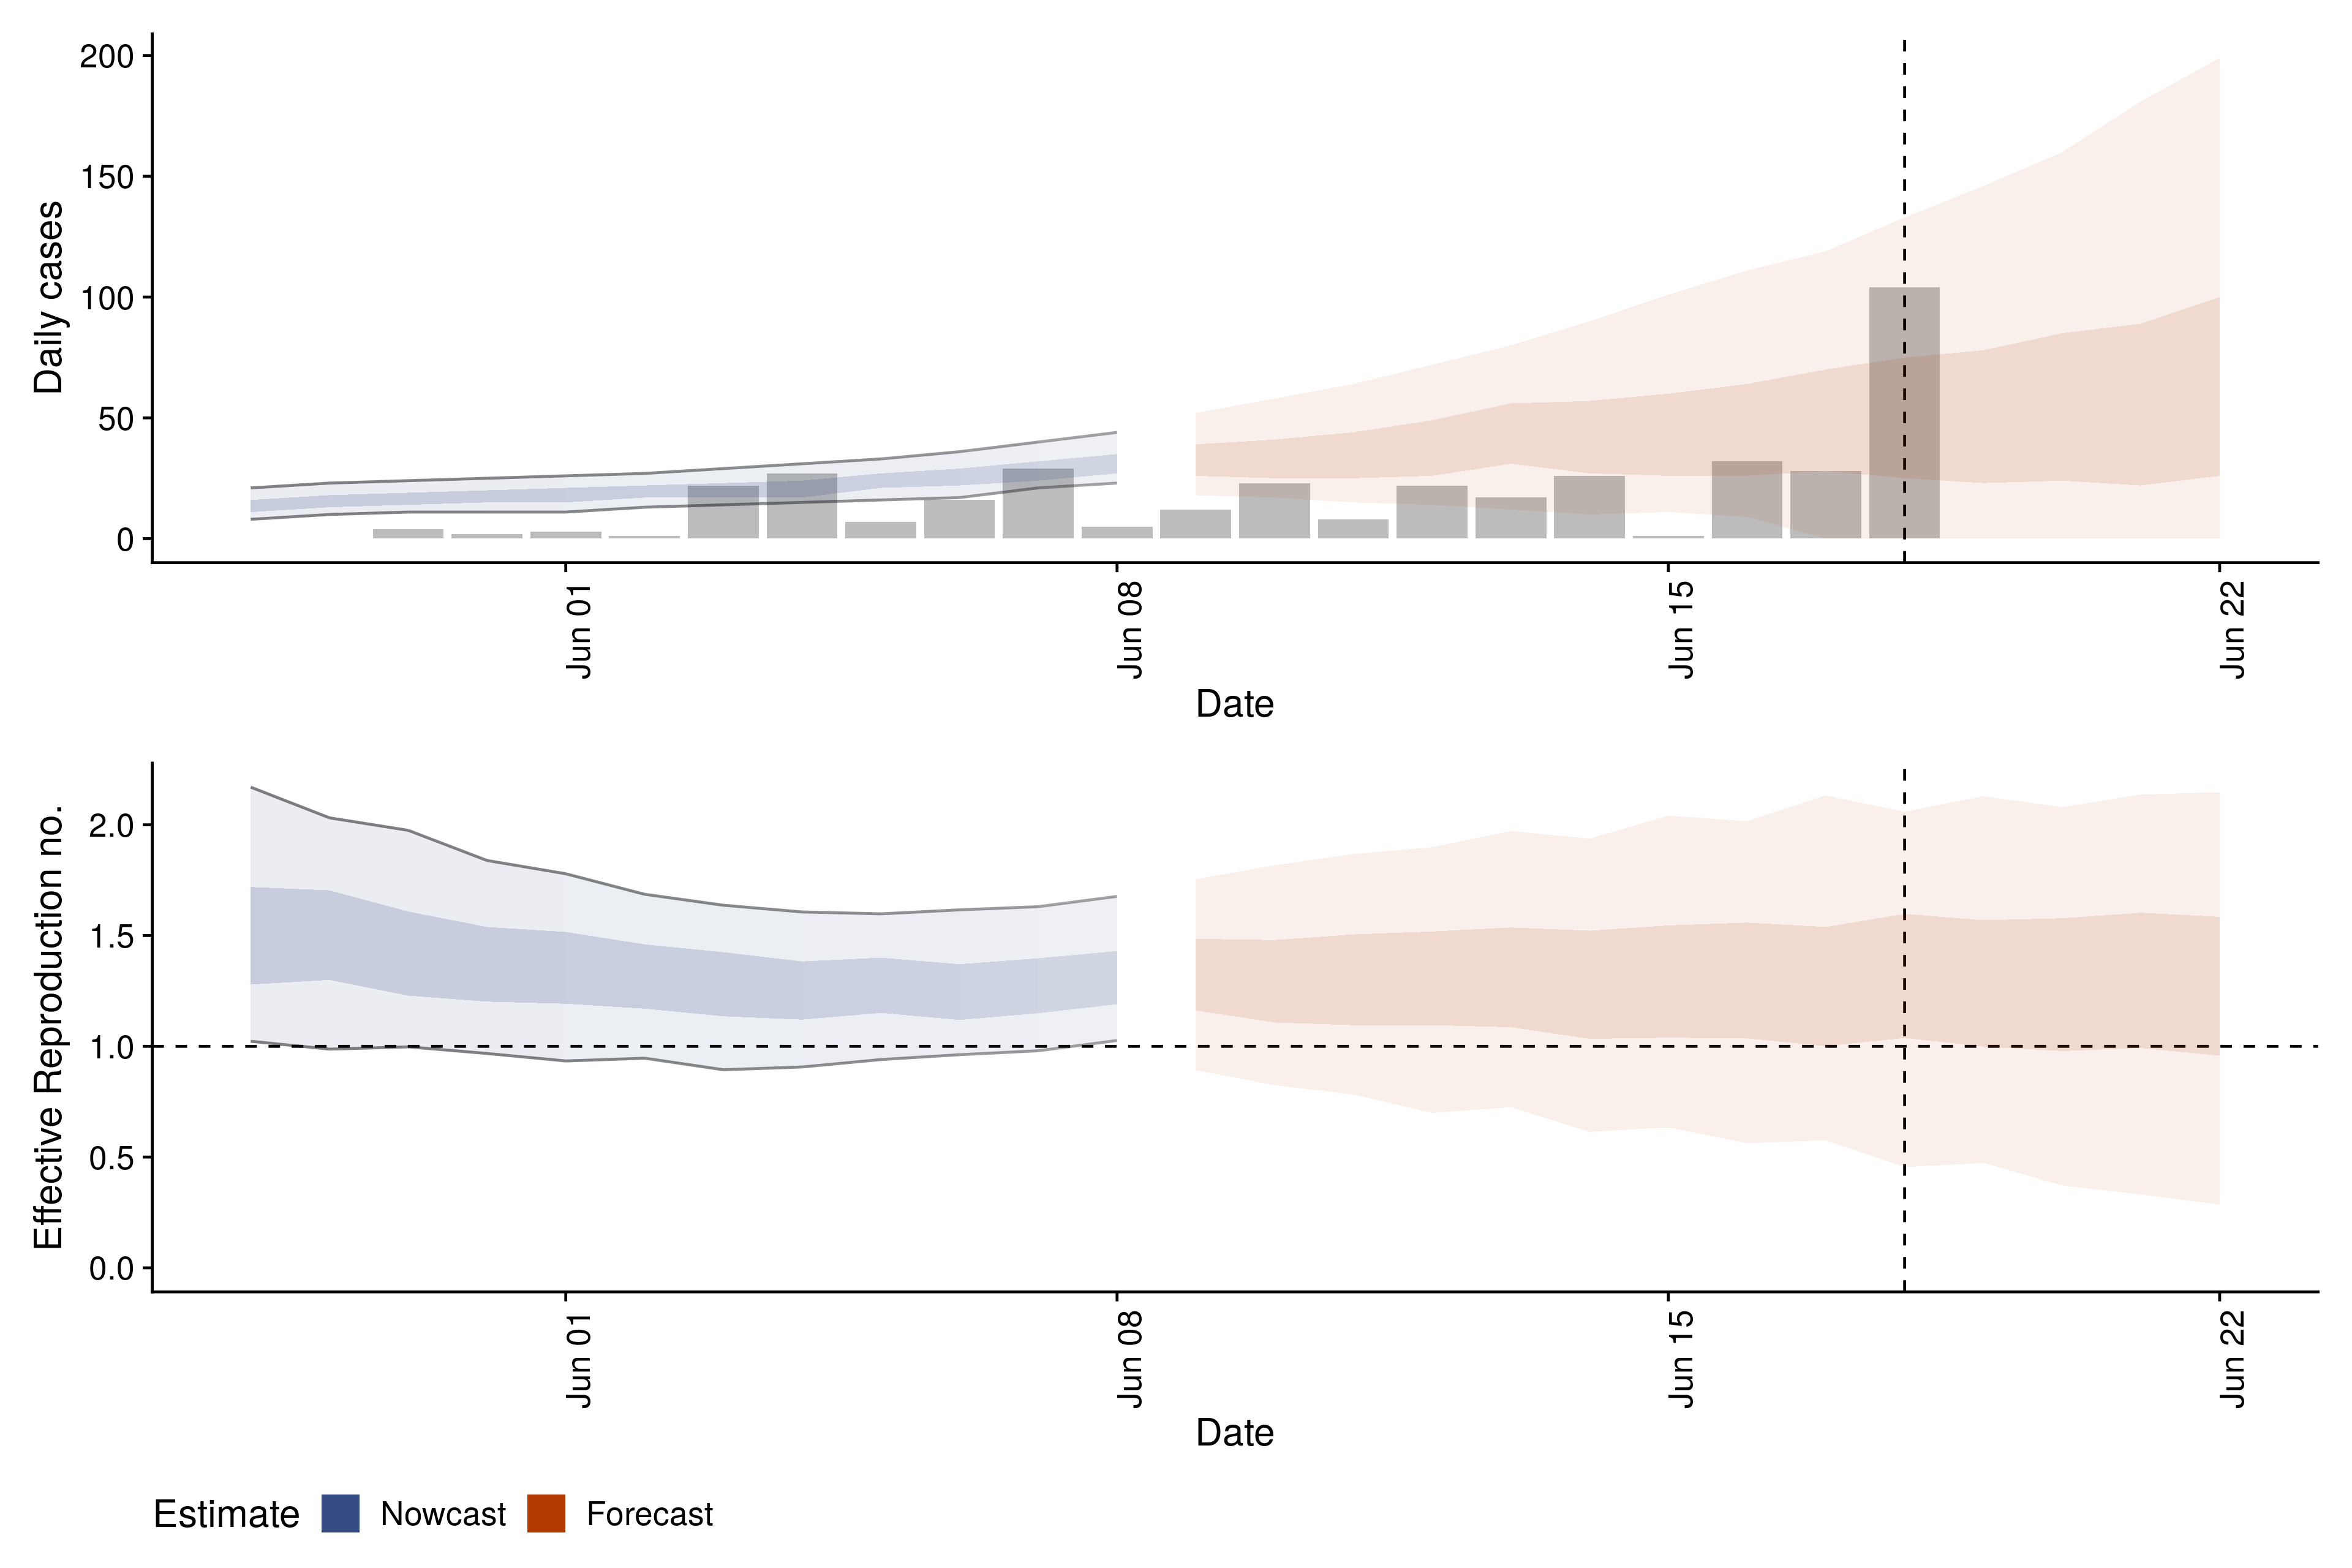 Daily cases
200
150
100
50
0
Jun 01
Jun 08
Jun 15
Jun 22
Date
Effective Reproduction no.
2.0
1.5
1.0
0.5
0.0
Jun 01
Jun 08
Jun 15
Jun 22
Date
Estimate Nowcast Forecast